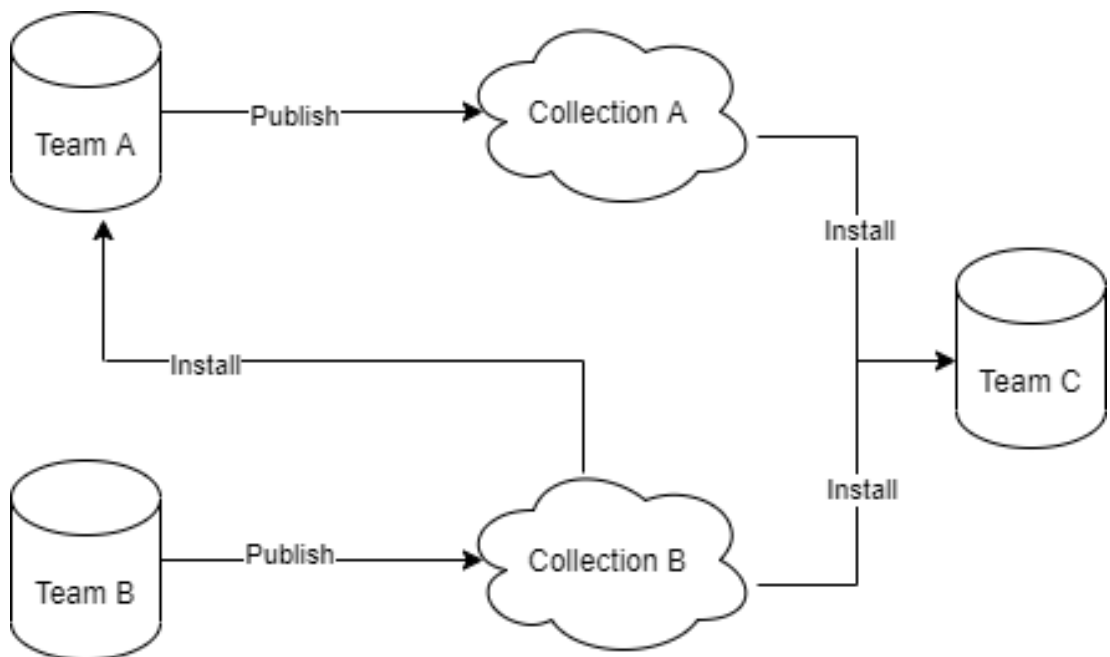 Team A
Publish
Collection A
Install
Install
Team C
Install
Team B
Publish
Collection B